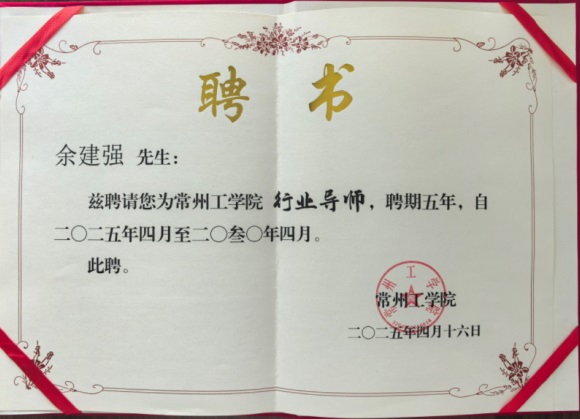 聘 书
余建强 先生：
兹聘请您为常州工学院 行业导师，聘期五年，自
二〇二五年四月至二〇叁〇年四月。
此聘。
常州工学院
二〇二五年四月十六日